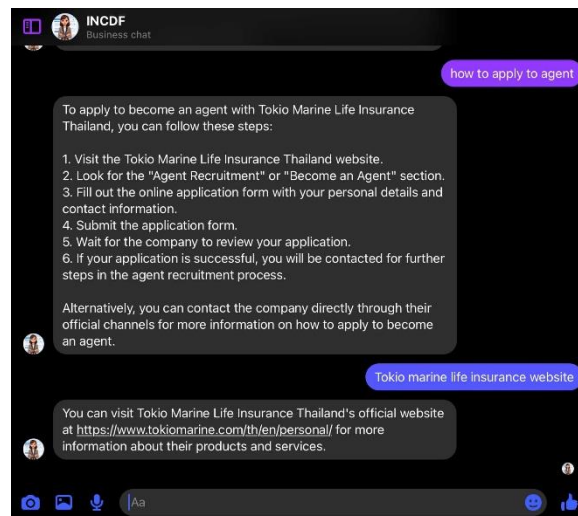 INCDF
Business chat
how to apply to agent
To apply to become an agent with Tokio Marine Life Insurance
Thailand, you can follow these steps:
1. Visit the Tokio Marine Life Insurance Thailand website.
2. Look for the "Agent Recruitment" or "Become an Agent" section.
3. Fill out the online application form with your personal details and
contact information.
4. Submit the application form.
5. Wait for the company to review your application.
6. If your application is successful, you will be contacted for further
steps in the agent recruitment process.
Alternatively, you can contact the company directly through their
official channels for more information on how to apply to become
an agent.
Tokio marine life insurance website
You can visit Tokio Marine Life Insurance Thailand's official website
at https://www.tokiomarine.com/th/en/personal/ for more
information about their products and services.
Aa